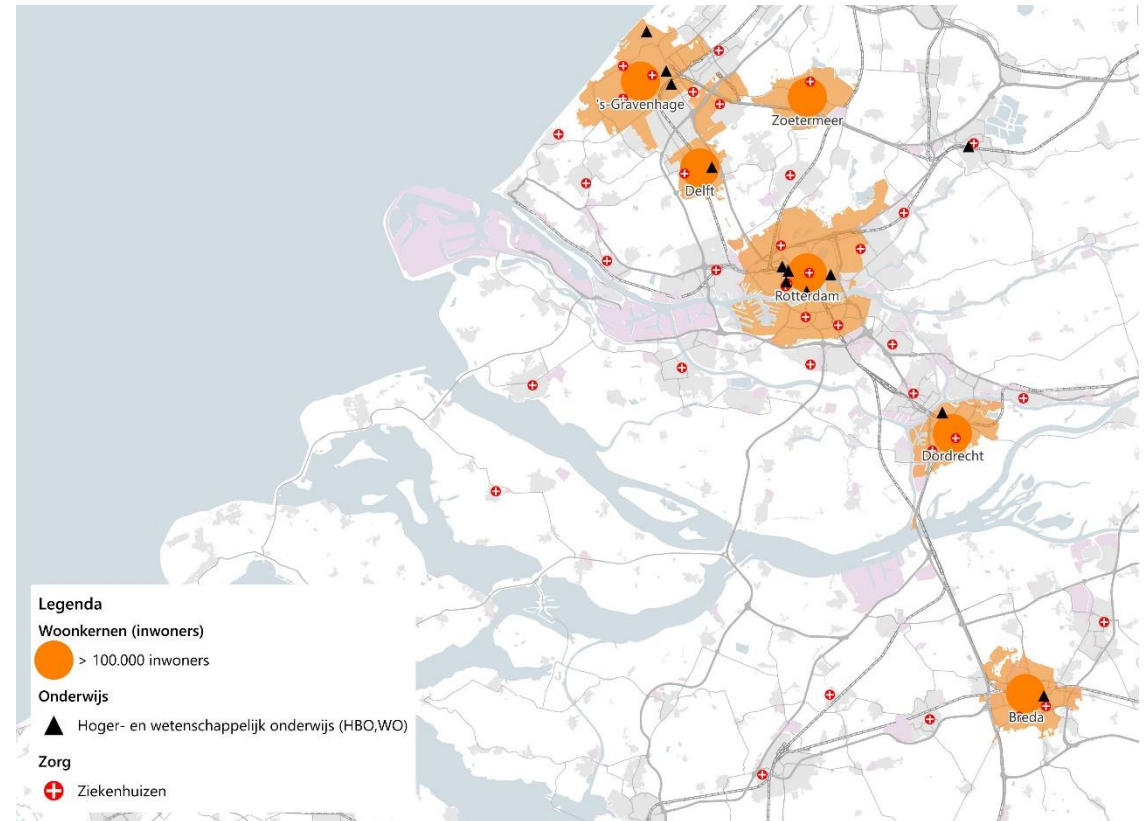 's-Gravenhage
Zoetermeer
Delft
Rotterdam
Dordrecht
Breda
Legenda
Woonkernen (inwoners)
> 100.000 inwoners
Onderwijs
Hoger- en wetenschappelijk onderwijs (HBO,WO)
Zorg
Ziekenhuizen